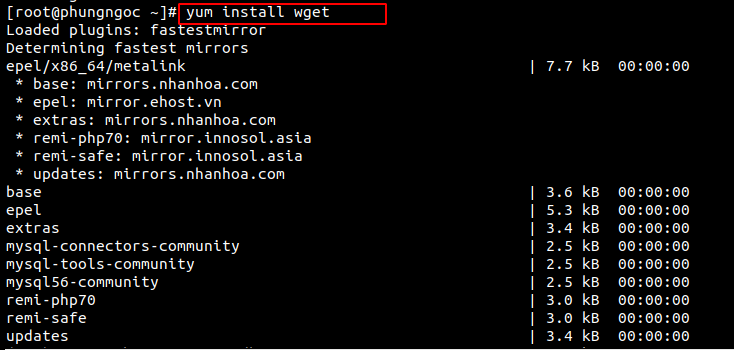 [root@phungngoc ~]# yum install wget
Loaded plugins: fastestmirror
Determining fastest mirrors
epel/x86_64/metalink | 7.7 kB 00:00:00
* base: mirrors.nhanhoa.com
* epel: mirror.ehost.vn
* extras: mirrors.nhanhoa.com
* remi-php70: mirror.innosol.asia
* remi-safe: mirror.innosol.asia
* updates: mirrors.nhanhoa.com
base | 3.6 kB 00:00:00
epel | 5.3 kB 00:00:00
extras | 3.4 kB 00:00:00
mysql-connectors-community | 2.5 kB 00:00:00
mysql-tools-community | 2.5 kB 00:00:00
mysql56-community | 2.5 kB 00:00:00
remi-php70 | 3.0 kB 00:00:00
remi-safe | 3.0 kB 00:00:00
updates | 3.4 kB 00:00:00